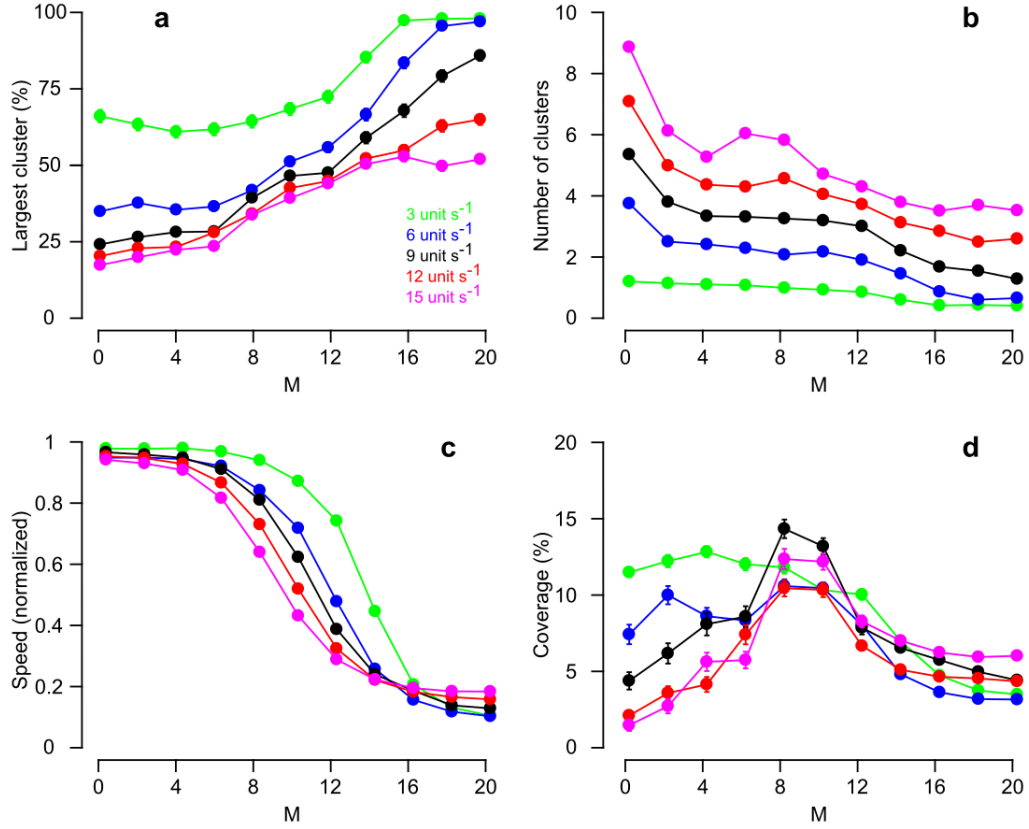 a
100
75
50
25
0
Largest cluster (%)
3 unit s⁻¹
6 unit s⁻¹
9 unit s⁻¹
12 unit s⁻¹
15 unit s⁻¹
0 4 8 12 16 20
M
b
10
8
6
4
2
0
Number of clusters
0 4 8 12 16 20
M
c
1
0.8
0.6
0.4
0.2
0
Speed (normalized)
0 4 8 12 16 20
M
d
20
15
10
5
0
Coverage (%)
0 4 8 12 16 20
M